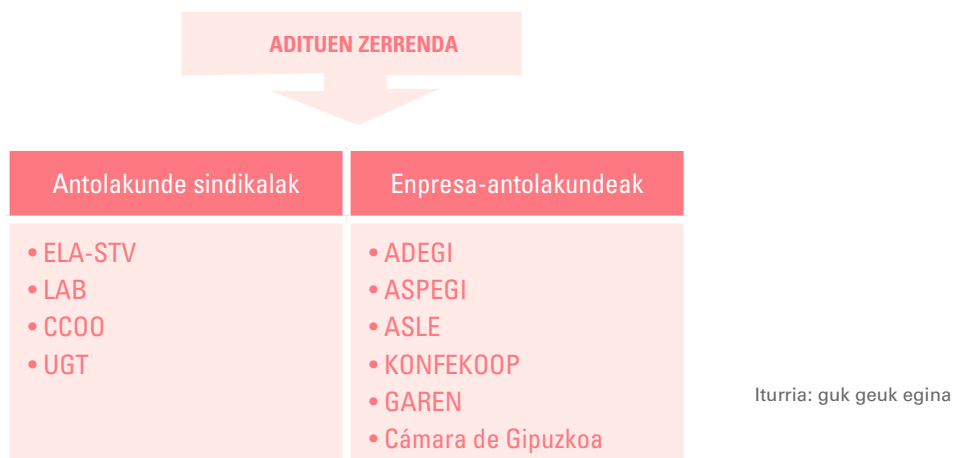 ADITUEN ZERRENDA
Antolakunde sindikalak
• ELA-STV
• LAB
• CCOO
• UGT
Enpresa-antolakundeak
• ADEGI
• ASPEGI
• ASLE
• KONFEKOOP
• GAREN
• Cámara de Gipuzkoa
Iturria: guk geuk egina